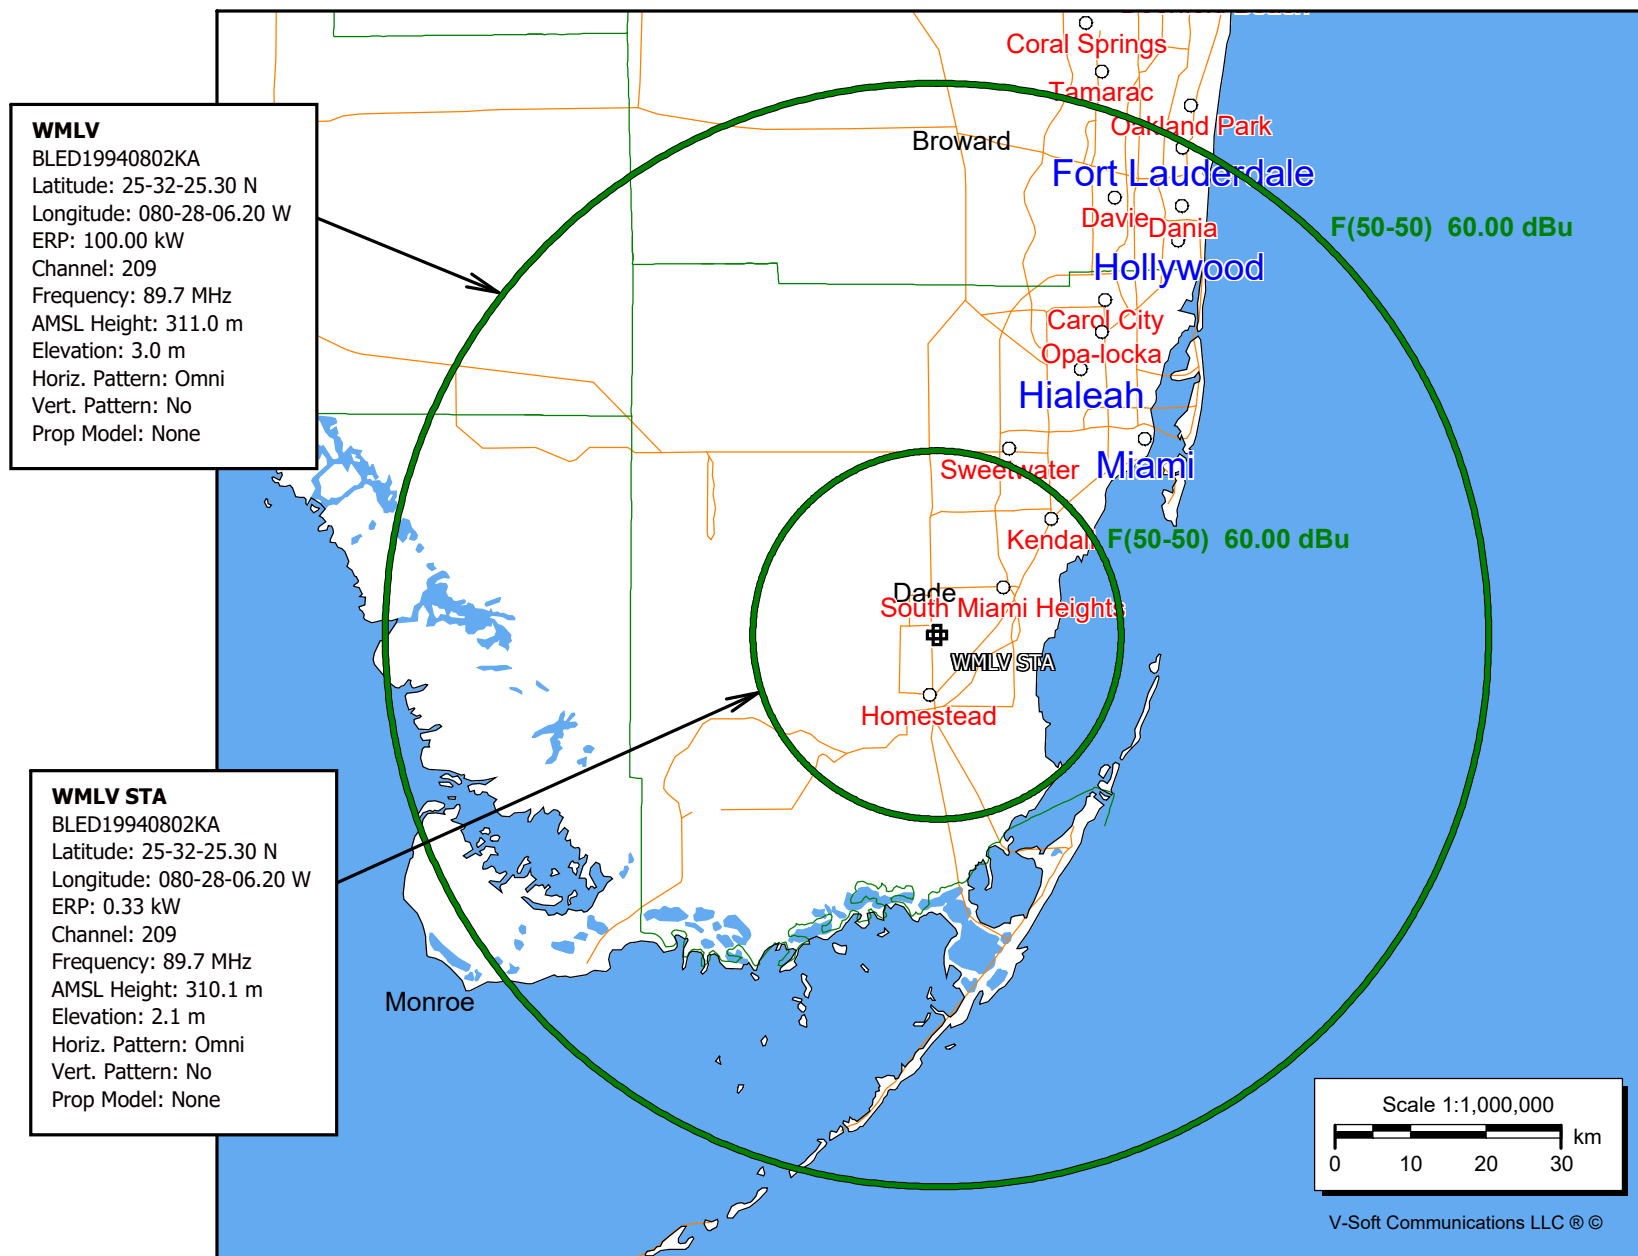 Coral Springs
Tamarac
Oakland Park
Broward
Fort Lauderdale
Davie
Dania
F(50-50) 60.00 dBu
Hollywood
Carol City
Opa-locka
Hialeah
Sweetwater
Miami
Kendall
F(50-50) 60.00 dBu
Dade
South Miami Heights
WMLV STA
Homestead
Monroe
WMLV
BLED19940802KA
Latitude: 25-32-25.30 N
Longitude: 080-28-06.20 W
ERP: 100.00 kW
Channel: 209
Frequency: 89.7 MHz
AMSL Height: 311.0 m
Elevation: 3.0 m
Horiz. Pattern: Omni
Vert. Pattern: No
Prop Model: None
WMLV STA
BLED19940802KA
Latitude: 25-32-25.30 N
Longitude: 080-28-06.20 W
ERP: 0.33 kW
Channel: 209
Frequency: 89.7 MHz
AMSL Height: 310.1 m
Elevation: 2.1 m
Horiz. Pattern: Omni
Vert. Pattern: No
Prop Model: None
Scale 1:1,000,000
km
0 10 20 30
V-Soft Communications LLC ® ©